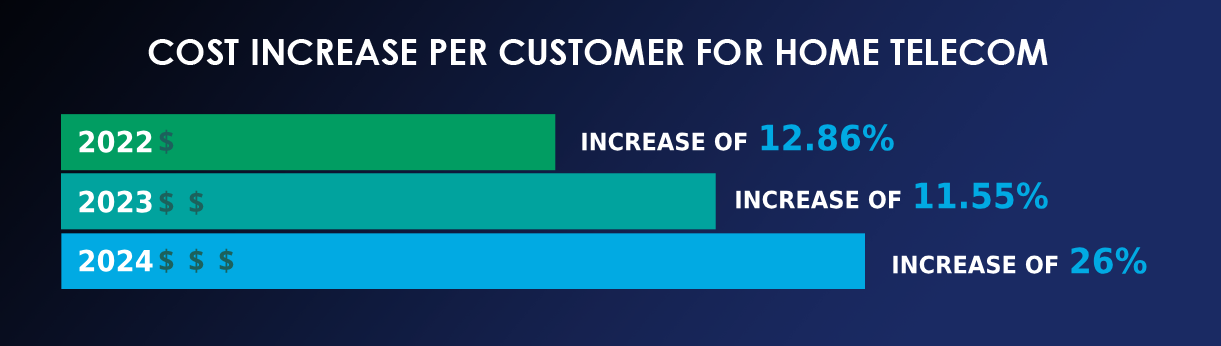 COST INCREASE PER CUSTOMER FOR HOME TELECOM
2022 $ INCREASE OF 12.86%
2023 $ $ INCREASE OF 11.55%
2024 $ $ $ INCREASE OF 26%